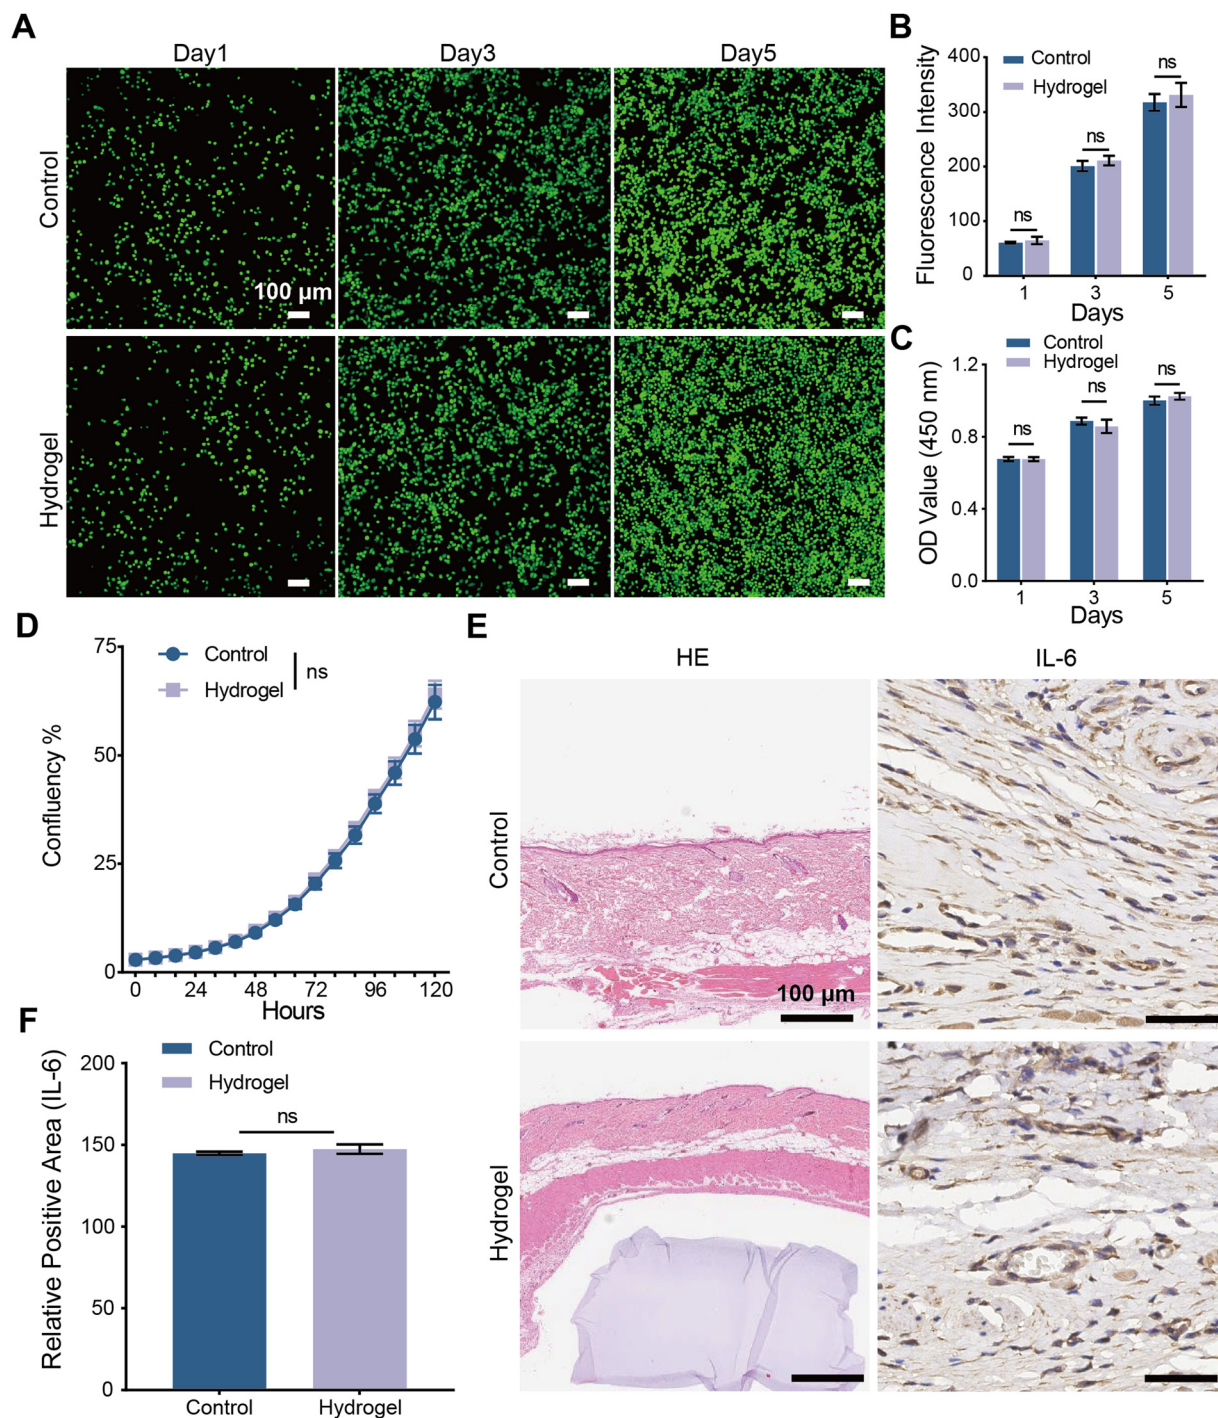 A
Day1 Day3 Day5
Control
100 μm
Hydrogel
B
Fluorescence Intensity
400
300
200
100
0
Control
Hydrogel
ns
ns
ns
1 3 5
Days
C
OD Value (450 nm)
1.2
0.8
0.4
0.0
Control
Hydrogel
ns
ns
ns
1 3 5
Days
D
Confluency %
75
50
25
0
Control
Hydrogel
ns
0 24 48 72 96 120
Hours
E
HE IL-6
Control
100 μm
Hydrogel
F
Relative Positive Area (IL-6)
200
150
100
50
0
Control
Hydrogel
ns
Control Hydrogel